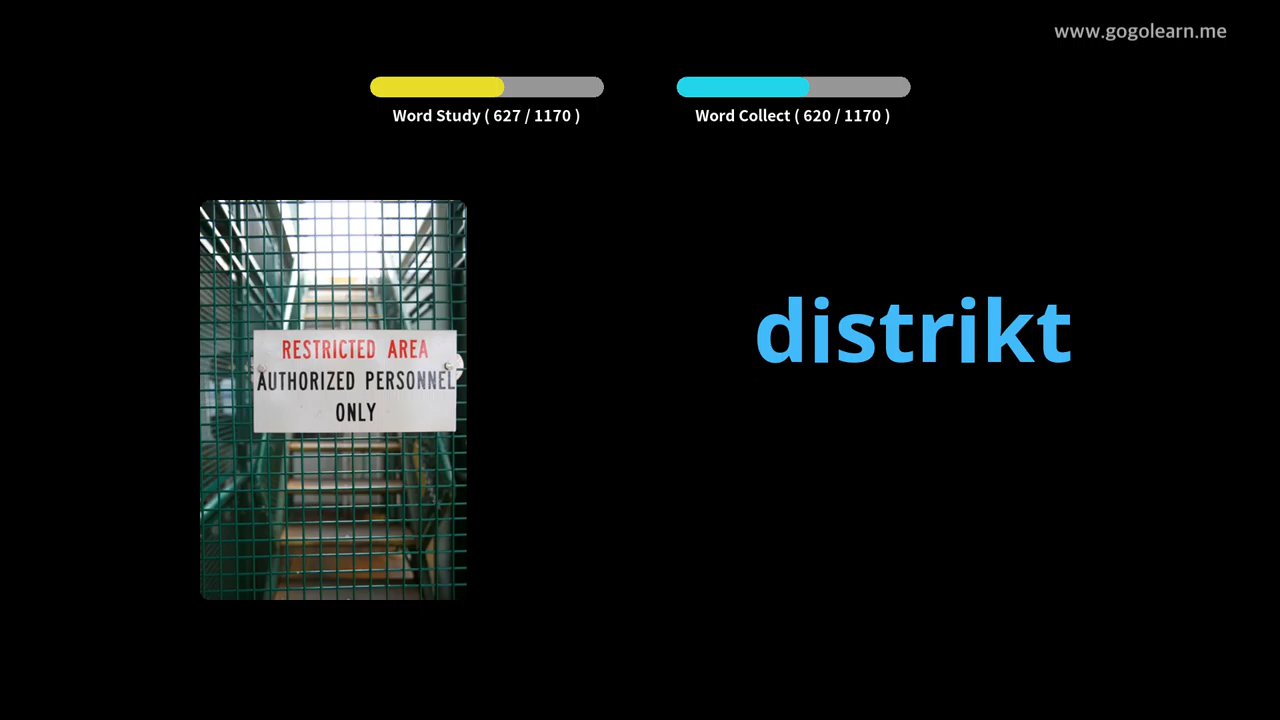 www.gogolearn.me
Word Study ( 627 / 1170 )
Word Collect ( 620 / 1170 )
RESTRICTED AREA
AUTHORIZED PERSONNEL
ONLY
distrikt